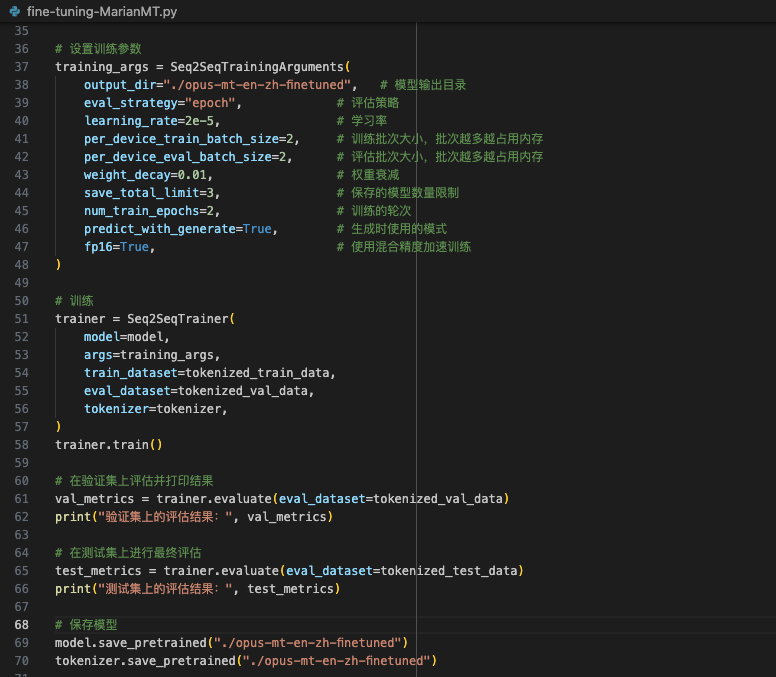 fine-tuning-MarianMT.py
35
36 # 设置训练参数
37 training_args = Seq2SeqTrainingArguments(
38     output_dir="./opus-mt-en-zh-finetuned",   # 模型输出目录
39     eval_strategy="epoch",             # 评估策略
40     learning_rate=2e-5,                # 学习率
41     per_device_train_batch_size=2,     # 训练批次大小，批次越多越占用内存
42     per_device_eval_batch_size=2,      # 评估批次大小，批次越多越占用内存
43     weight_decay=0.01,                 # 权重衰减
44     save_total_limit=3,                # 保存的模型数量限制
45     num_train_epochs=2,                # 训练的轮次
46     predict_with_generate=True,        # 生成时使用的模式
47     fp16=True,                         # 使用混合精度加速训练
48 )
49
50 # 训练
51 trainer = Seq2SeqTrainer(
52     model=model,
53     args=training_args,
54     train_dataset=tokenized_train_data,
55     eval_dataset=tokenized_val_data,
56     tokenizer=tokenizer,
57 )
58 trainer.train()
59
60 # 在验证集上评估并打印结果
61 val_metrics = trainer.evaluate(eval_dataset=tokenized_val_data)
62 print("验证集上的评估结果：", val_metrics)
63
64 # 在测试集上进行最终评估
65 test_metrics = trainer.evaluate(eval_dataset=tokenized_test_data)
66 print("测试集上的评估结果：", test_metrics)
67
68 # 保存模型
69 model.save_pretrained("./opus-mt-en-zh-finetuned")
70 tokenizer.save_pretrained("./opus-mt-en-zh-finetuned")